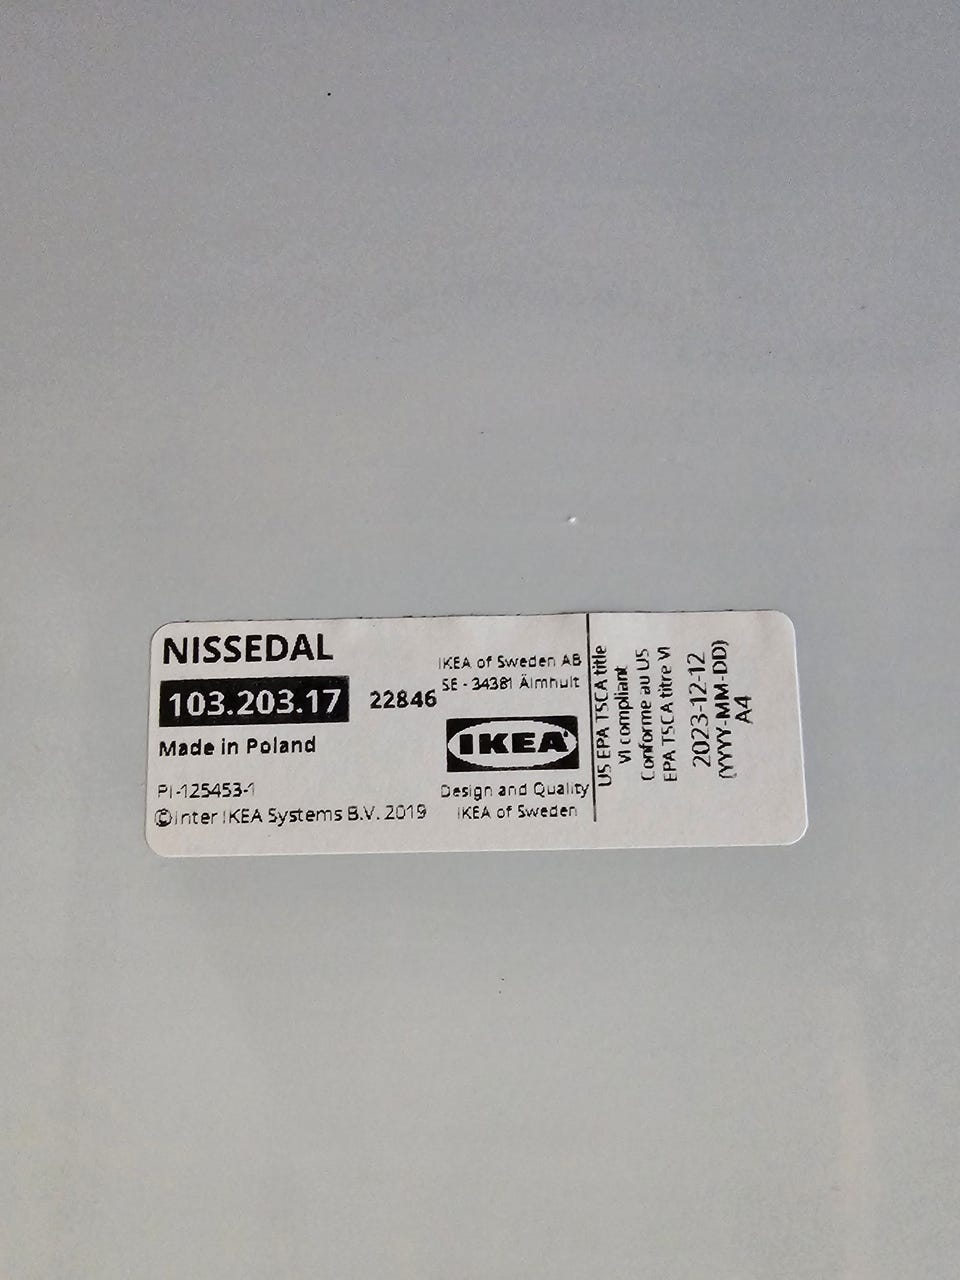 NISSEDAL
103.203.17 22846
Made in Poland
PI-125453-1
©Inter IKEA Systems B.V. 2019
IKEA of Sweden AB
SE - 34381 Älmhult
IKEA
Design and Quality
IKEA of Sweden
US EPA TSCA title
VI compliant
Conforme au US
EPA TSCA titre VI
2023-12-12
(YYYY-MM-DD)
A4